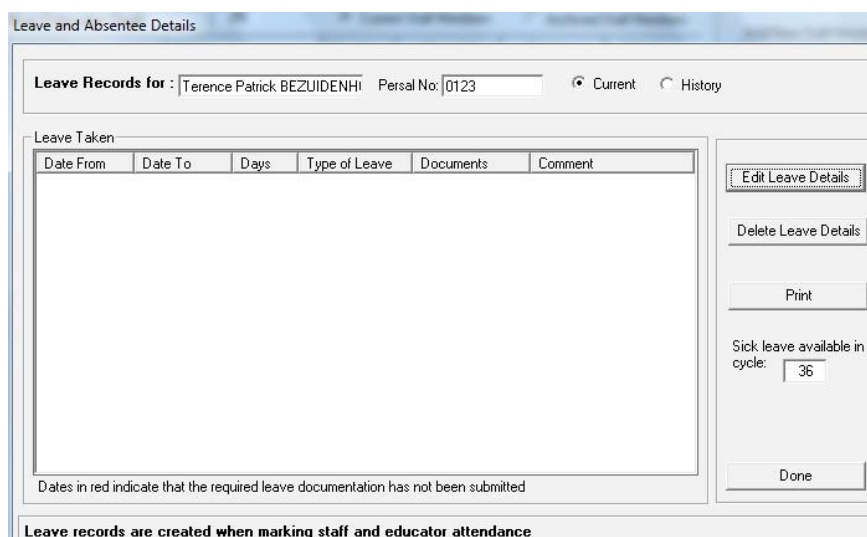 Leave and Absentee Details
Leave Records for : Terence Patrick BEZUIDENH Persal No: 0123 Current History
Leave Taken
Date From Date To Days Type of Leave Documents Comment
Edit Leave Details
Delete Leave Details
Print
Sick leave available in
cycle: 36
Done
Dates in red indicate that the required leave documentation has not been submitted
Leave records are created when marking staff and educator attendance